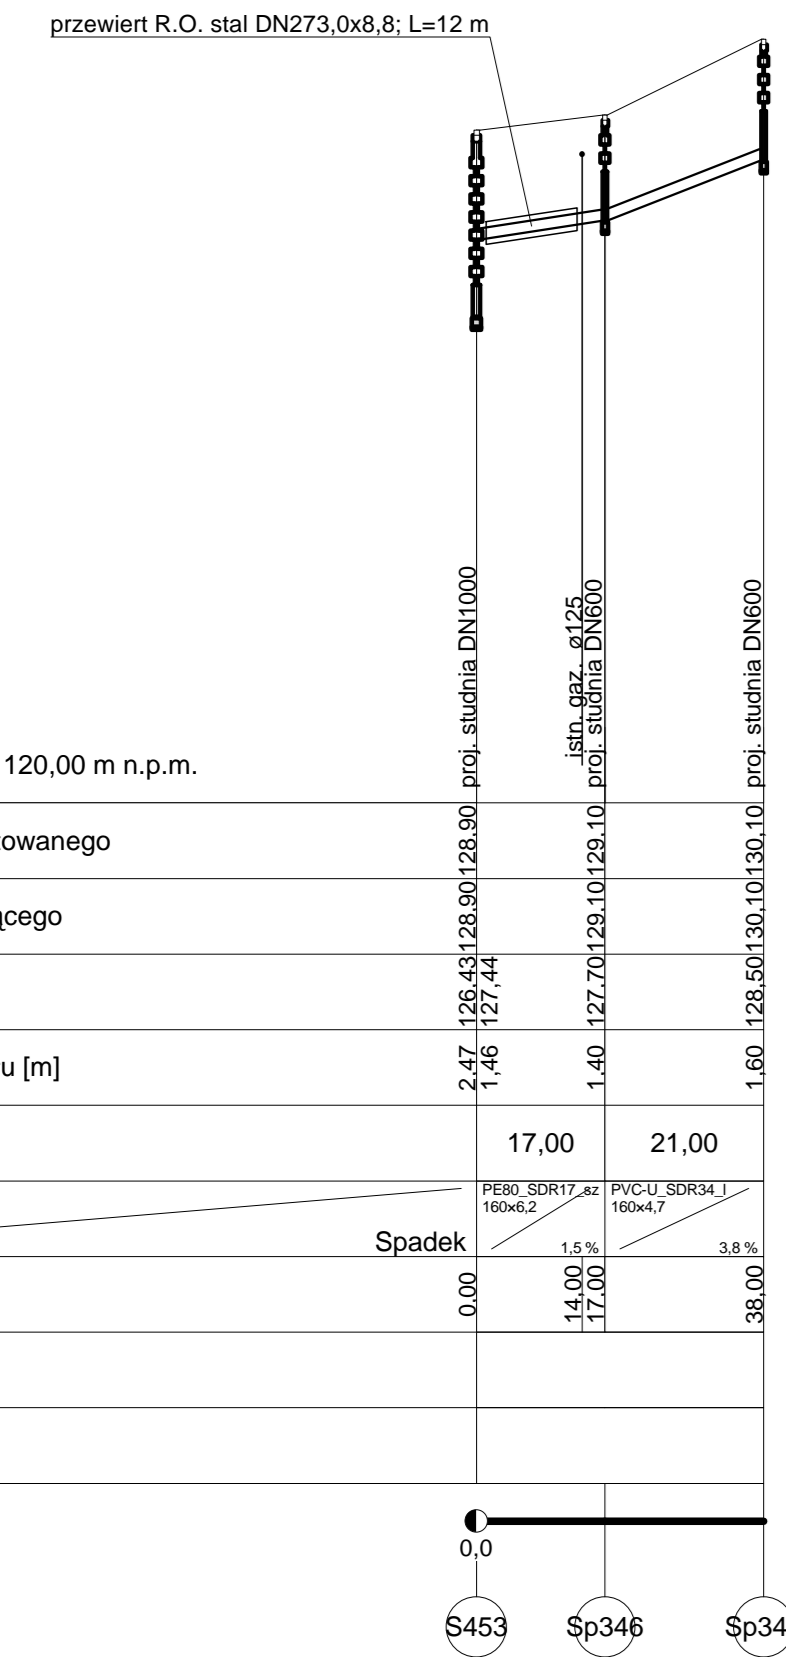 przewiert R.O. stal DN273,0x8,8; L=12 m
proj. studnia DN1000
istn. gaz. ø125
proj. studnia DN600
proj. studnia DN600
120,00 m n.p.m.
owanego
128,90
129,10
130,10
ącego
128,90
129,10
130,10
126,43
127,44
127,70
128,50
u [m]
2,47
1,46
1,40
1,60
17,00
21,00
Spadek
PE80_SDR17_sz
160×6,2
1,5 %
PVC-U_SDR34_l
160×4,7
3,8 %
0,00
14,00
17,00
38,00
0,0
S453
Sp346
Sp34